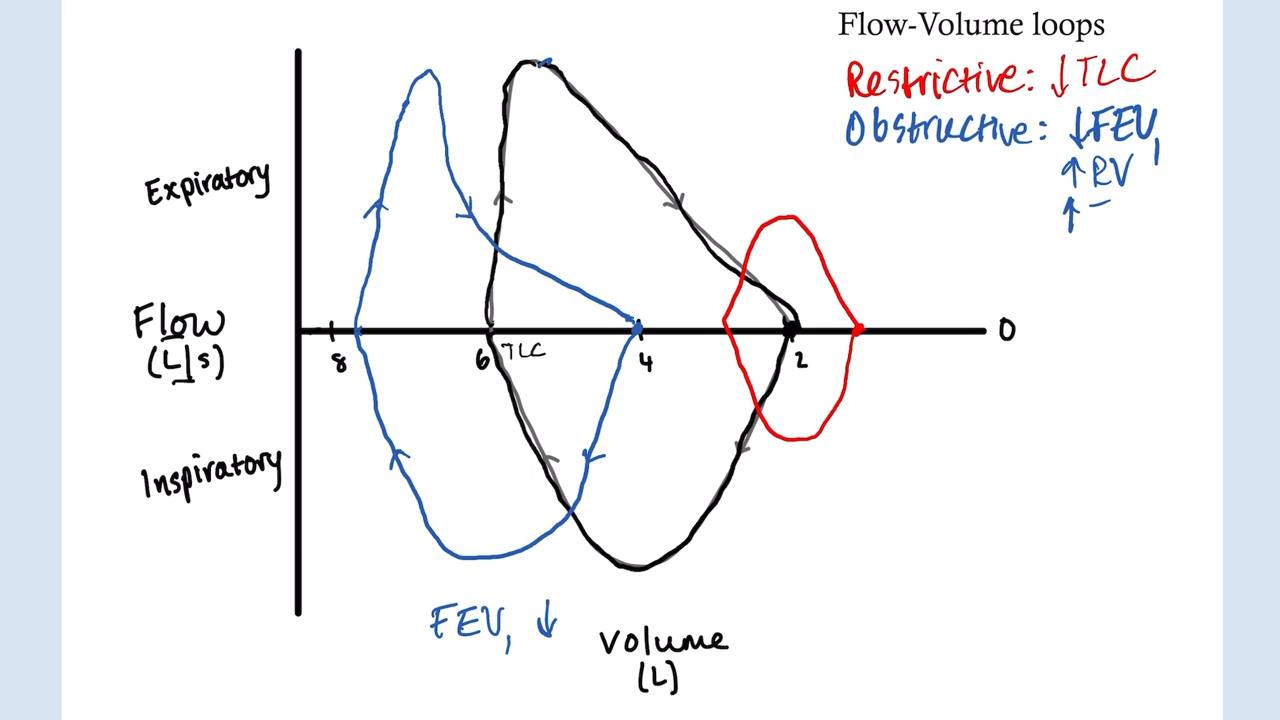 Flow-Volume loops
Restrictive: ↓TLC
Obstructive: ↓FEV₁
↑RV
↑
Expiratory
Flow
(L/s)
8 6 TLC 4 2 0
Inspiratory
FEV₁ ↓
Volume
(L)